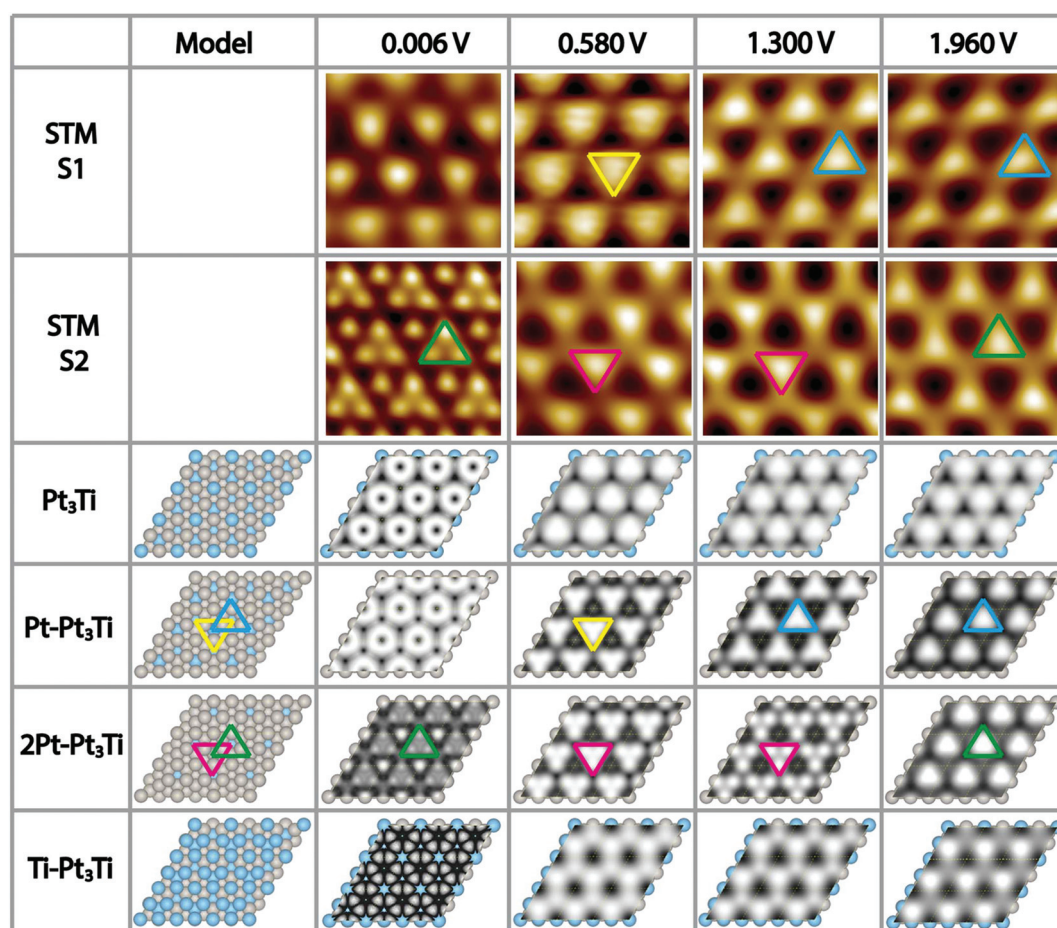 Model 0.006 V 0.580 V 1.300 V 1.960 V
STM
S1
STM
S2
Pt₃Ti
Pt-Pt₃Ti
2Pt-Pt₃Ti
Ti-Pt₃Ti